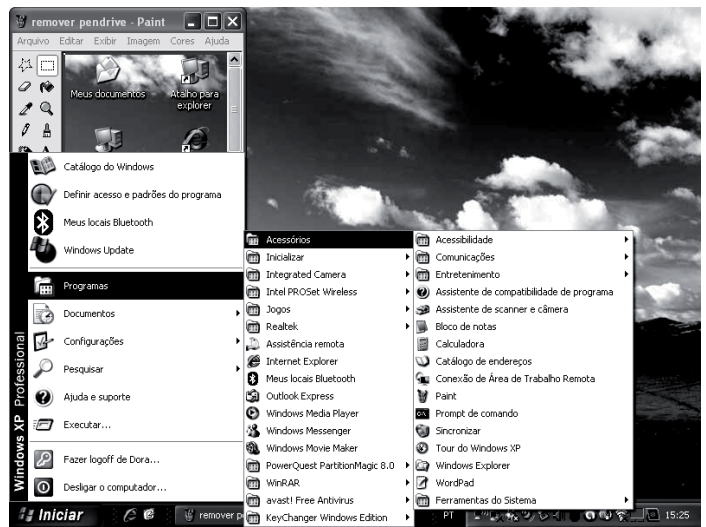 remover pendrive - Paint
Arquivo Editar Exibir Imagem Cores Ajuda
Meus documentos
Atalho para explorer
Catálogo do Windows
Definir acesso e padrões do programa
Meus locais Bluetooth
Windows Update
Programas
Documentos
Configurações
Pesquisar
Ajuda e suporte
Executar...
Fazer logoff de Dora...
Desligar o computador...
Windows XP Professional
Acessórios
Inicializar
Integrated Camera
Intel PROSet Wireless
Jogos
Realtek
Assistência remota
Internet Explorer
Meus locais Bluetooth
Outlook Express
Windows Media Player
Windows Messenger
Windows Movie Maker
PowerQuest PartitionMagic 8.0
WinRAR
avast! Free Antivirus
KeyChanger Windows Edition
Acessibilidade
Comunicações
Entretenimento
Assistente de compatibilidade de programa
Assistente de scanner e câmera
Bloco de notas
Calculadora
Catálogo de endereços
Conexão de Área de Trabalho Remota
Paint
Prompt de comando
Sincronizar
Tour do Windows XP
Windows Explorer
WordPad
Ferramentas do Sistema
Iniciar
remover p
PT
15:25